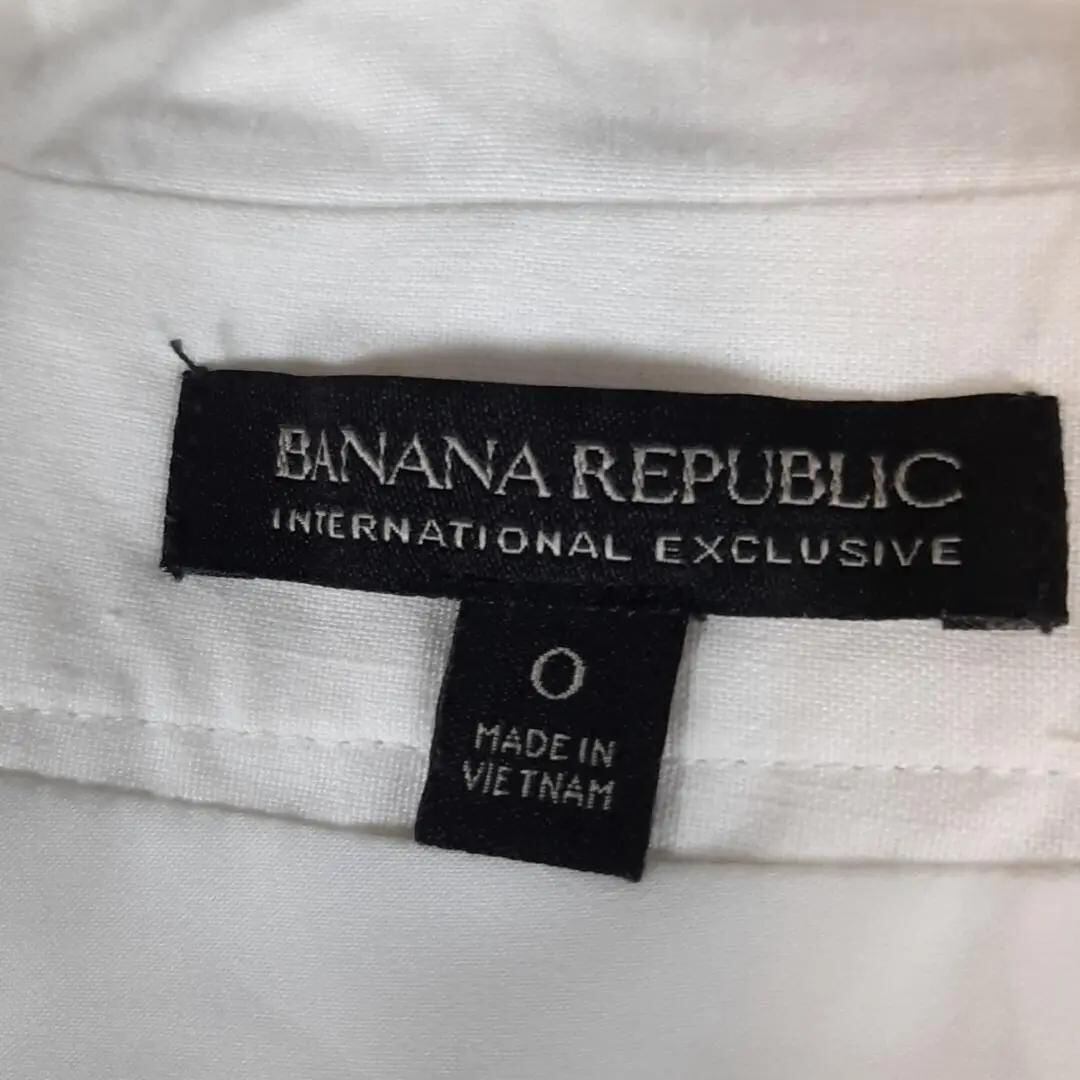 BANANA REPUBLIC
INTERNATIONAL EXCLUSIVE
0
MADE IN
VIETNAM